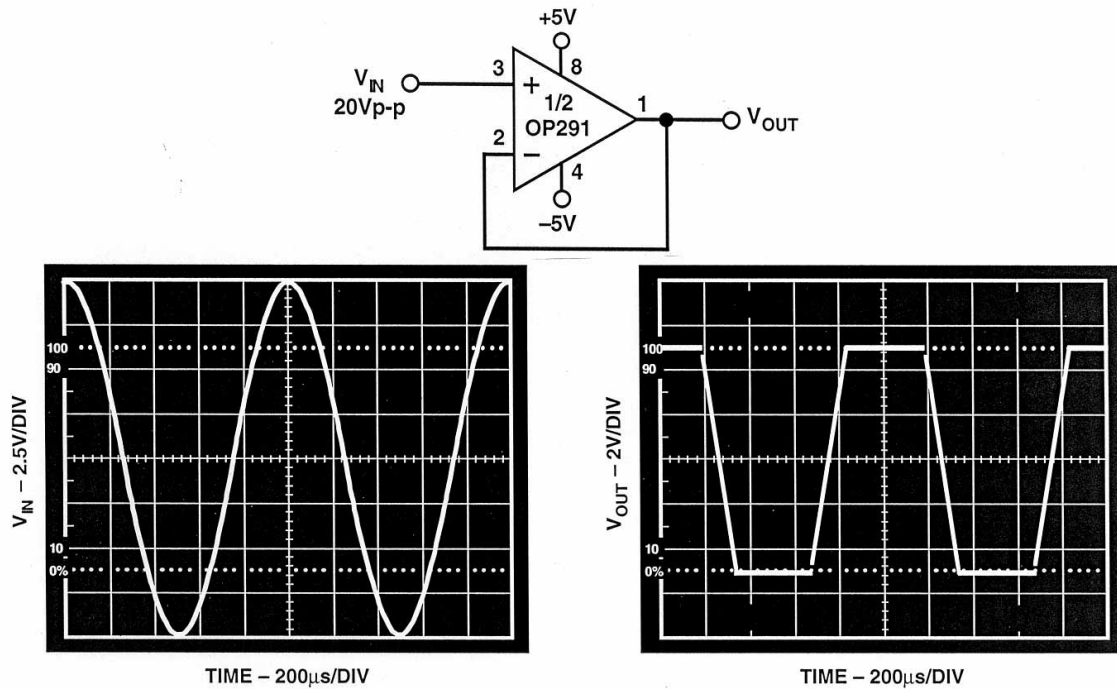 +5V
3
8
V_IN
20Vp-p
+
1/2
OP291
1
V_OUT
2
–
4
–5V
100
90
10
0%
V_IN – 2.5V/DIV
TIME – 200µs/DIV
100
90
10
0%
V_OUT – 2V/DIV
TIME – 200µs/DIV